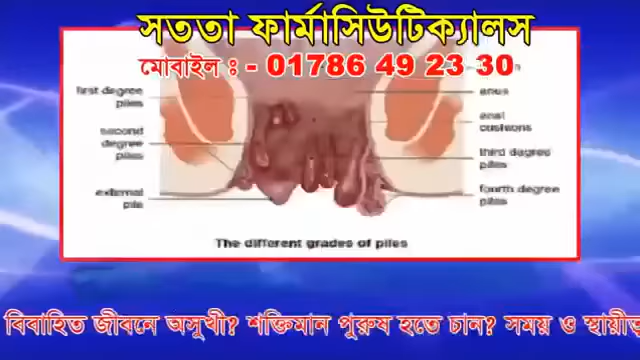 সততা ফার্মাসিউটিক্যালস
মোবাইল ঃ - 01786 49 23 30
first degree piles
anus
anal cushions
second degree piles
third degree piles
external pile
fourth degree piles
The different grades of piles
বিবাহিত জীবনে অসুখী? শক্তিমান পুরুষ হতে চান? সময় ও